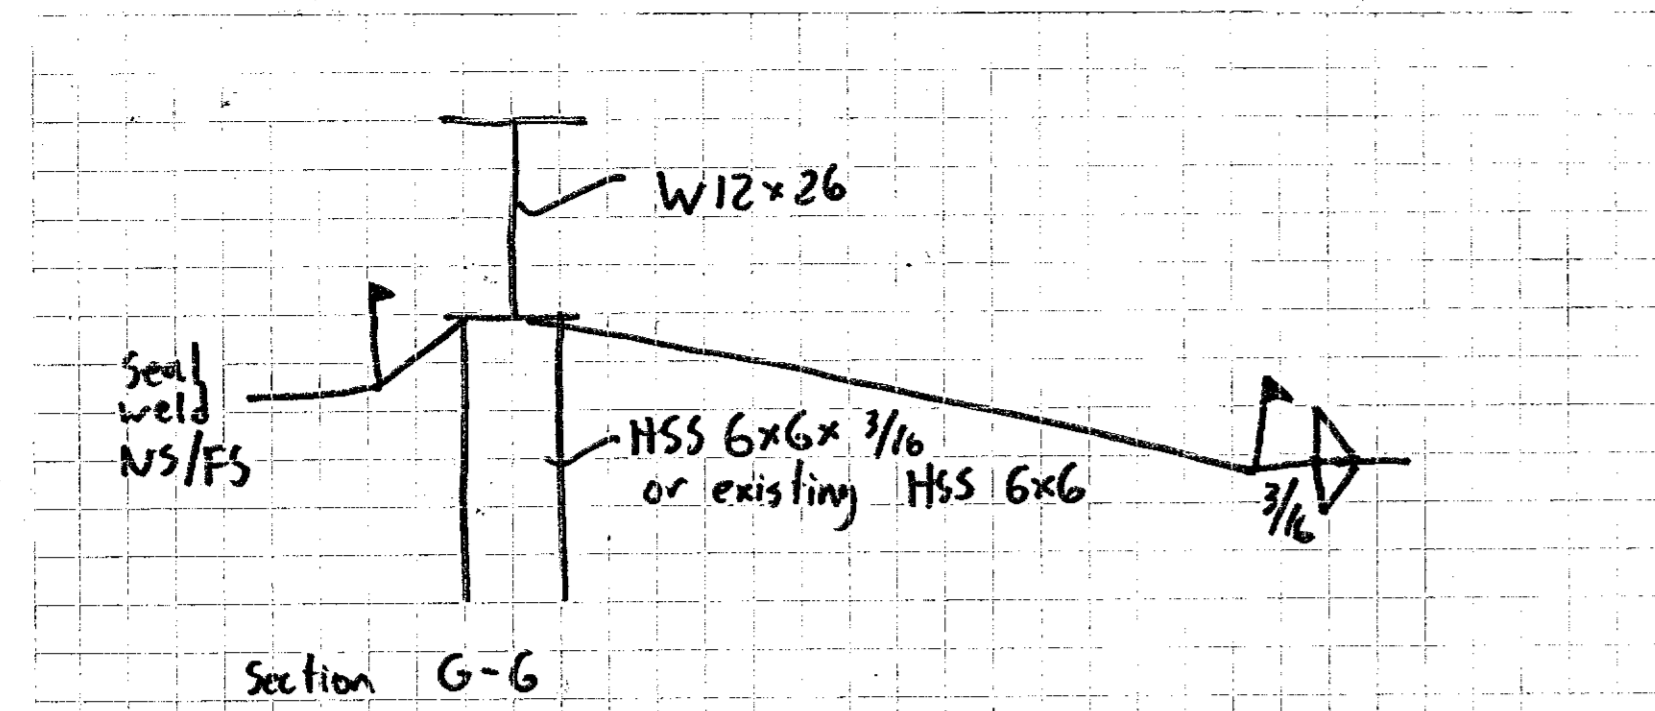 W12×26
Seal
weld
NS/FS
HSS 6×6× 3/16
or existing HSS 6×6
3/16
Section G-G